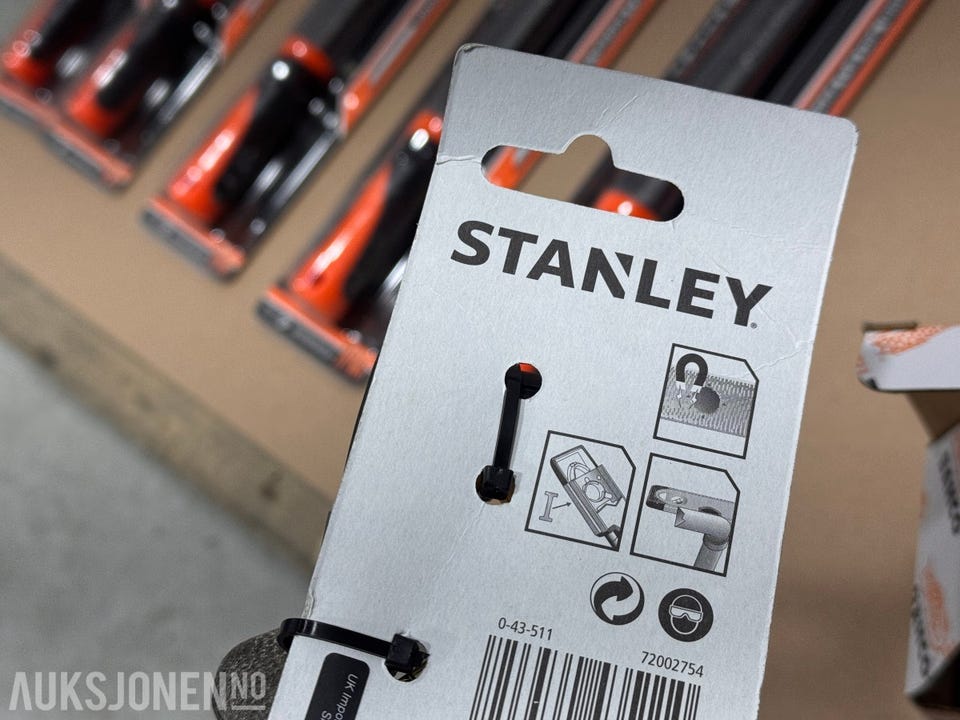 STANLEY®
0-43-511
72002754
UK Impo
AUKSJONEN.NO